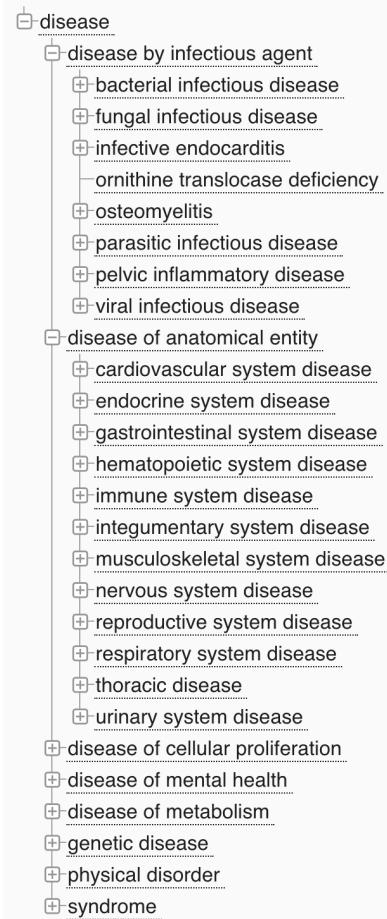 disease
disease by infectious agent
bacterial infectious disease
fungal infectious disease
infective endocarditis
ornithine translocase deficiency
osteomyelitis
parasitic infectious disease
pelvic inflammatory disease
viral infectious disease
disease of anatomical entity
cardiovascular system disease
endocrine system disease
gastrointestinal system disease
hematopoietic system disease
immune system disease
integumentary system disease
musculoskeletal system disease
nervous system disease
reproductive system disease
respiratory system disease
thoracic disease
urinary system disease
disease of cellular proliferation
disease of mental health
disease of metabolism
genetic disease
physical disorder
syndrome